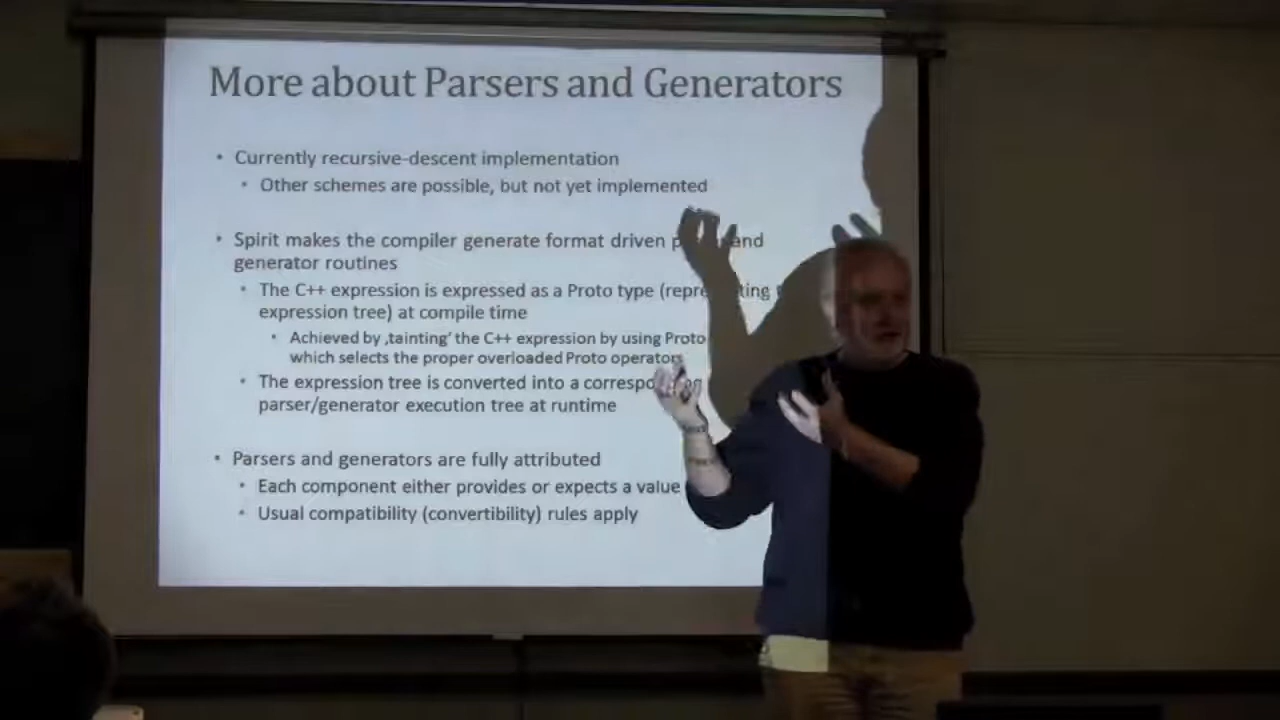 More about Parsers and Generators
• Currently recursive-descent implementation
• Other schemes are possible, but not yet implemented
• Spirit makes the compiler generate format driven and
generator routines
• The C++ expression is expressed as a Proto type
expression tree) at compile time
• Achieved by ‚tainting' the C++ expression by using Proto
which selects the proper overloaded Proto operators
• The expression tree is converted into a
parser/generator execution tree at runtime
• Parsers and generators are fully attributed
• Each component either provides or expects a value
• Usual compatibility (convertibility) rules apply